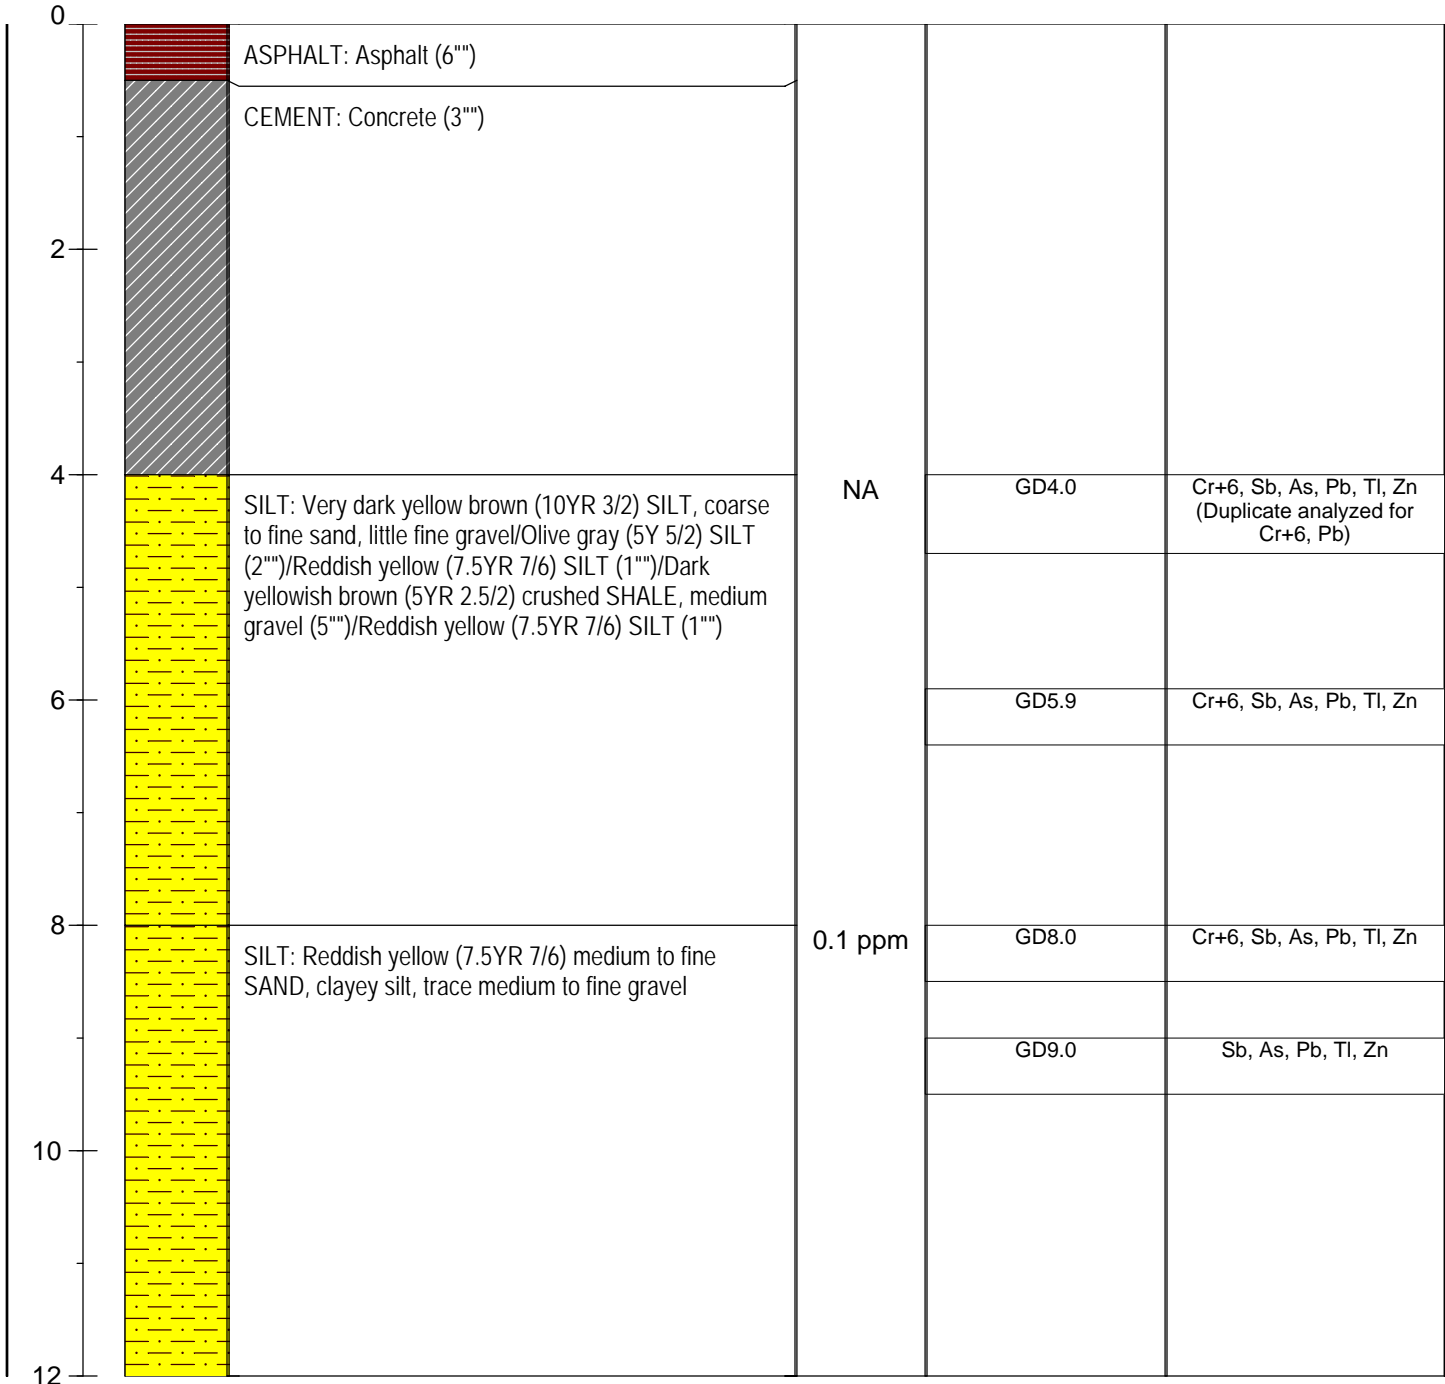 0
ASPHALT: Asphalt (6"")
CEMENT: Concrete (3"")
2
4
SILT: Very dark yellow brown (10YR 3/2) SILT, coarse
to fine sand, little fine gravel/Olive gray (5Y 5/2) SILT
(2"")/Reddish yellow (7.5YR 7/6) SILT (1"")/Dark
yellowish brown (5YR 2.5/2) crushed SHALE, medium
gravel (5"")/Reddish yellow (7.5YR 7/6) SILT (1"")
NA
GD4.0
Cr+6, Sb, As, Pb, Tl, Zn
(Duplicate analyzed for
Cr+6, Pb)
6
GD5.9
Cr+6, Sb, As, Pb, Tl, Zn
8
SILT: Reddish yellow (7.5YR 7/6) medium to fine
SAND, clayey silt, trace medium to fine gravel
0.1 ppm
GD8.0
Cr+6, Sb, As, Pb, Tl, Zn
GD9.0
Sb, As, Pb, Tl, Zn
10
12